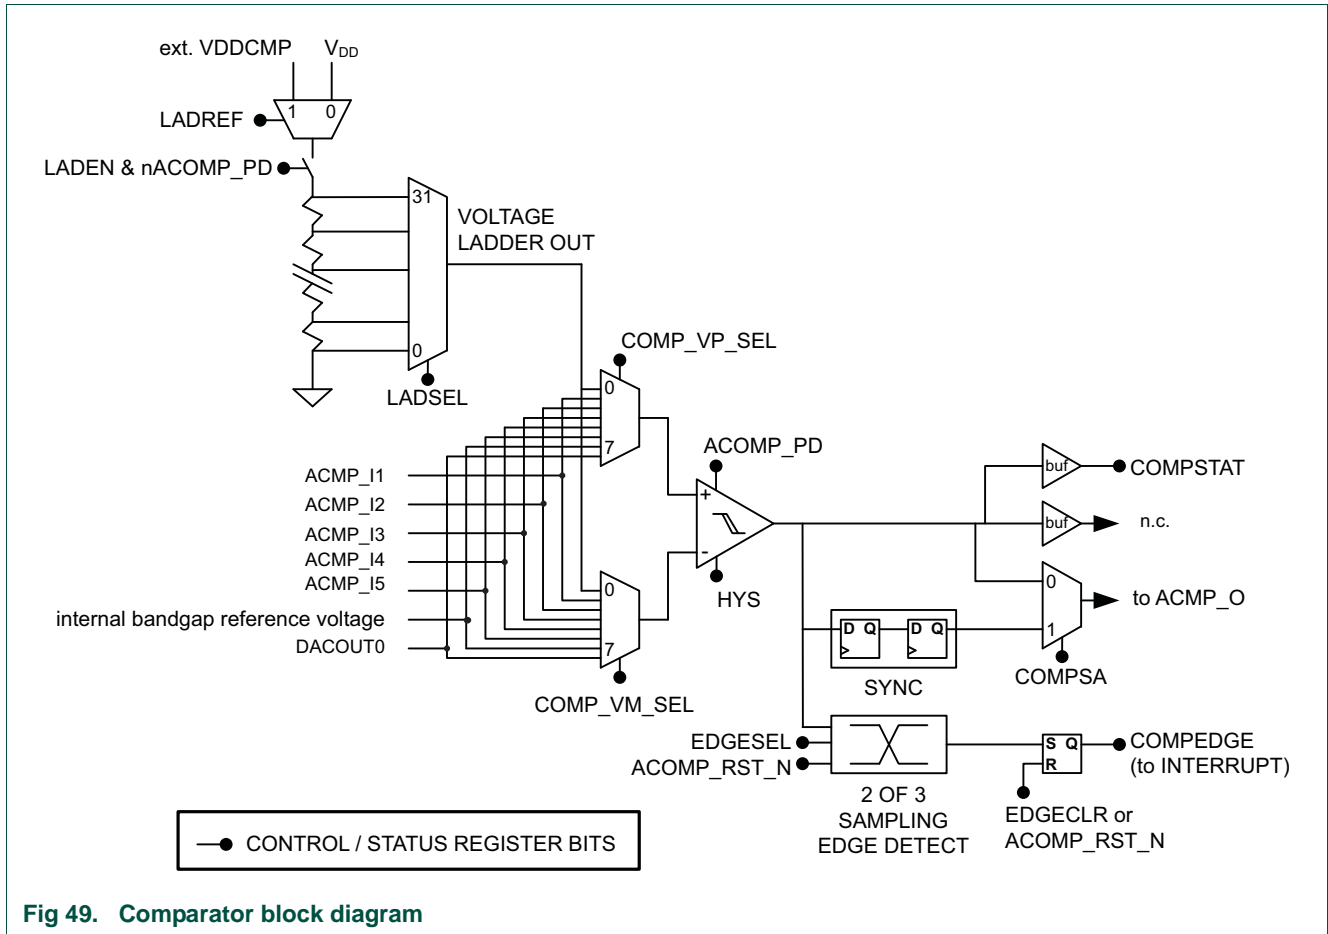 ext. VDDCMP VDD
1 0
LADREF
LADEN & nACOMP_PD
31
VOLTAGE
LADDER OUT
0
LADSEL
COMP_VP_SEL
0
7
ACOMP_PD
ACMP_I1
ACMP_I2
ACMP_I3
ACMP_I4
ACMP_I5
internal bandgap reference voltage
DACOUT0
+
-
HYS
0
7
COMP_VM_SEL
buf
COMPSTAT
buf
n.c.
0
1
to ACMP_O
COMPSA
D Q
D Q
SYNC
EDGESEL
ACOMP_RST_N
2 OF 3
SAMPLING
EDGE DETECT
S Q
R
COMPEDGE
(to INTERRUPT)
EDGECLR or
ACOMP_RST_N
CONTROL / STATUS REGISTER BITS
Fig 49. Comparator block diagram